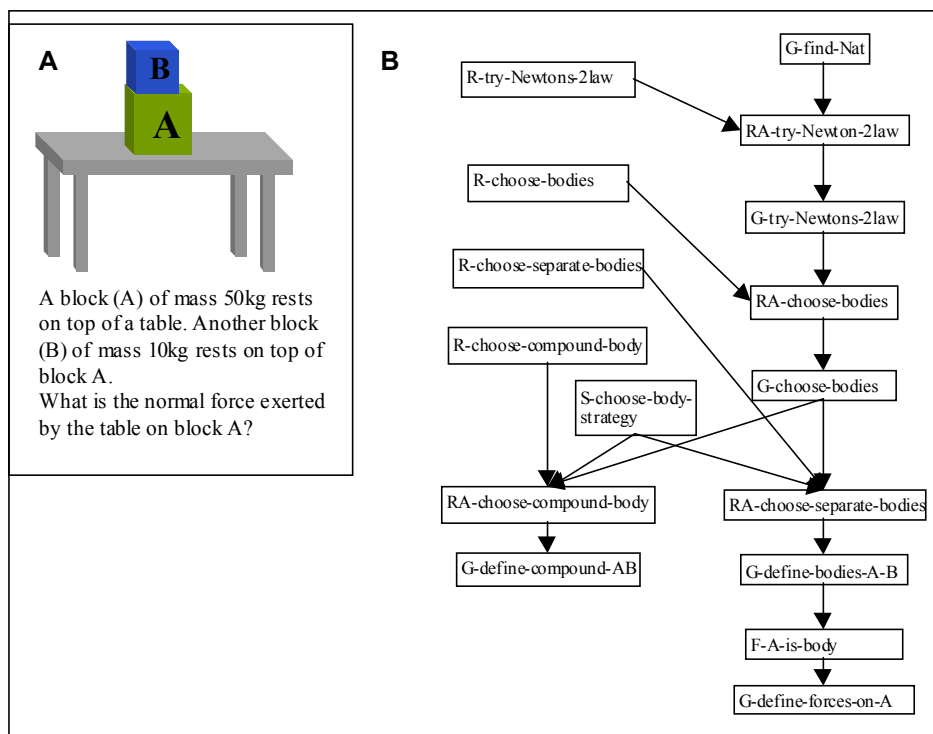 A
B
A
A block (A) of mass 50kg rests
on top of a table. Another block
(B) of mass 10kg rests on top of
block A.
What is the normal force exerted
by the table on block A?
B
G-find-Nat
R-try-Newtons-2law
RA-try-Newton-2law
R-choose-bodies
G-try-Newtons-2law
R-choose-separate-bodies
RA-choose-bodies
R-choose-compound-body
G-choose-bodies
S-choose-body-
strategy
RA-choose-compound-body
RA-choose-separate-bodies
G-define-compound-AB
G-define-bodies-A-B
F-A-is-body
G-define-forces-on-A